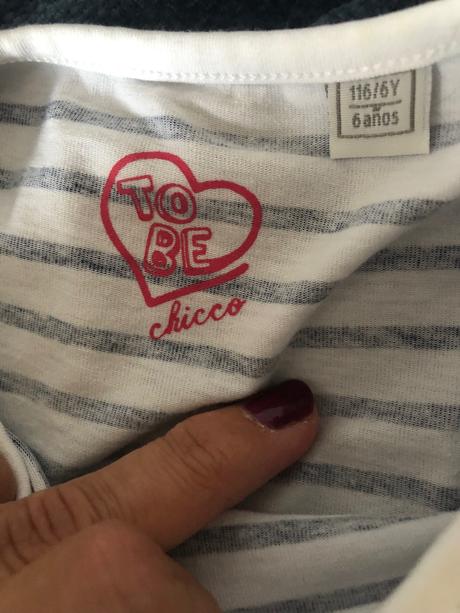 116/6Y
6 años
TO
BE
chicco